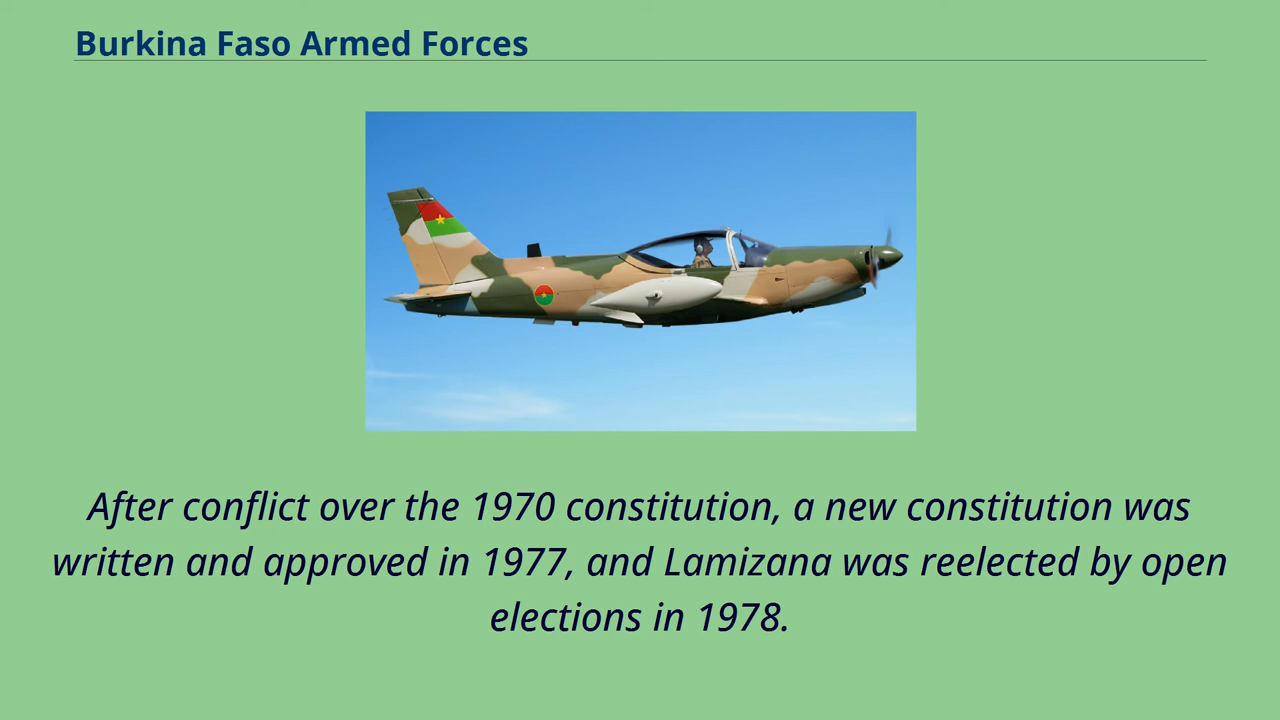 Burkina Faso Armed Forces
After conflict over the 1970 constitution, a new constitution was
written and approved in 1977, and Lamizana was reelected by open
elections in 1978.